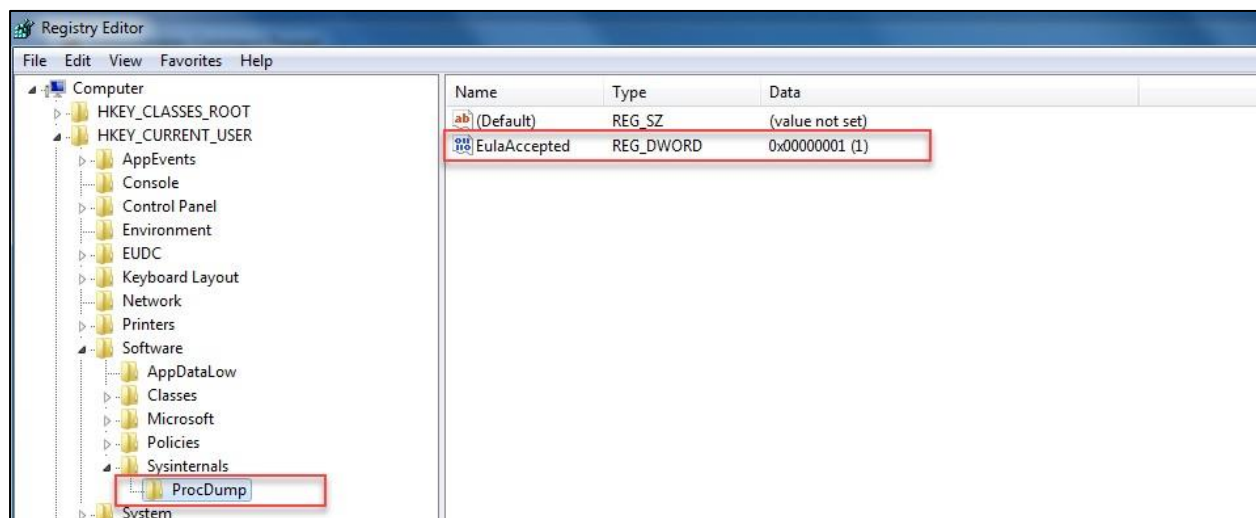 Registry Editor
File Edit View Favorites Help
Computer
HKEY_CLASSES_ROOT
HKEY_CURRENT_USER
AppEvents
Console
Control Panel
Environment
EUDC
Keyboard Layout
Network
Printers
Software
AppDataLow
Classes
Microsoft
Policies
Sysinternals
ProcDump
System
Name Type Data
(Default) REG_SZ (value not set)
EulaAccepted REG_DWORD 0x00000001 (1)